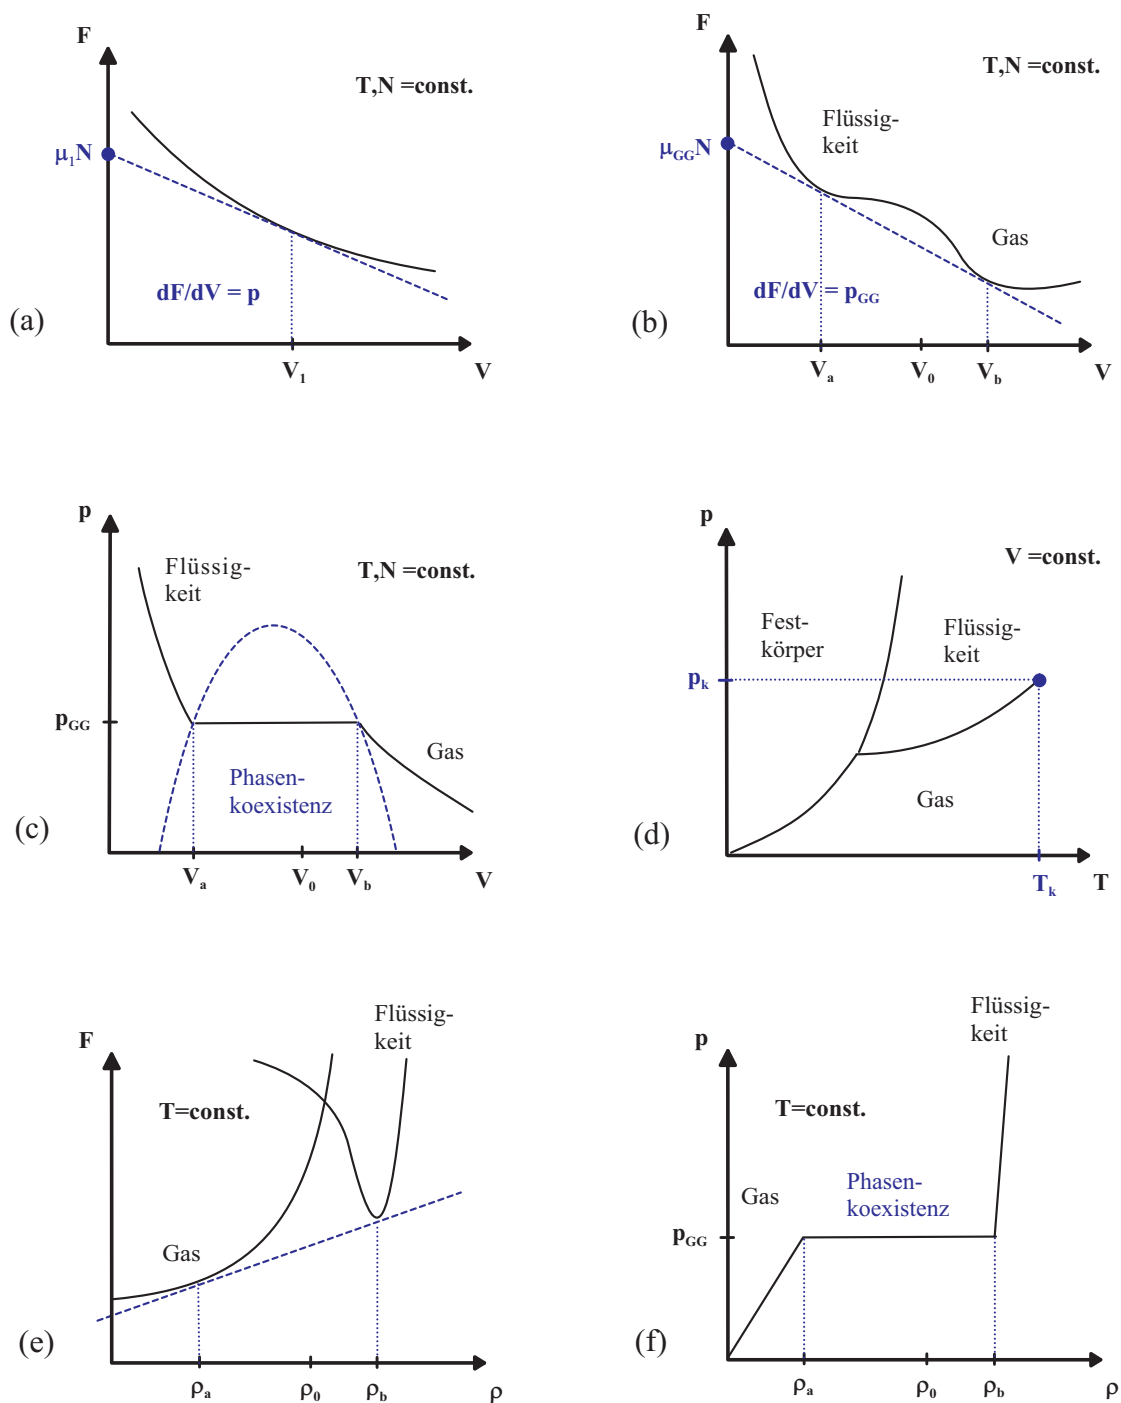 F
T,N =const.
μ₁N
dF/dV = p
(a)
V₁
V
F
T,N =const.
Flüssig-
keit
μGGN
Gas
dF/dV = pGG
(b)
Va
V₀
Vb
V
p
Flüssig-
keit
T,N =const.
pGG
Gas
Phasen-
koexistenz
(c)
Va
V₀
Vb
V
p
V =const.
Fest-
körper
Flüssig-
keit
pk
Gas
(d)
Tk
T
Flüssig-
keit
F
T=const.
Gas
(e)
ρa
ρ₀
ρb
ρ
Flüssig-
keit
p
T=const.
Phasen-
koexistenz
Gas
pGG
(f)
ρa
ρ₀
ρb
ρ